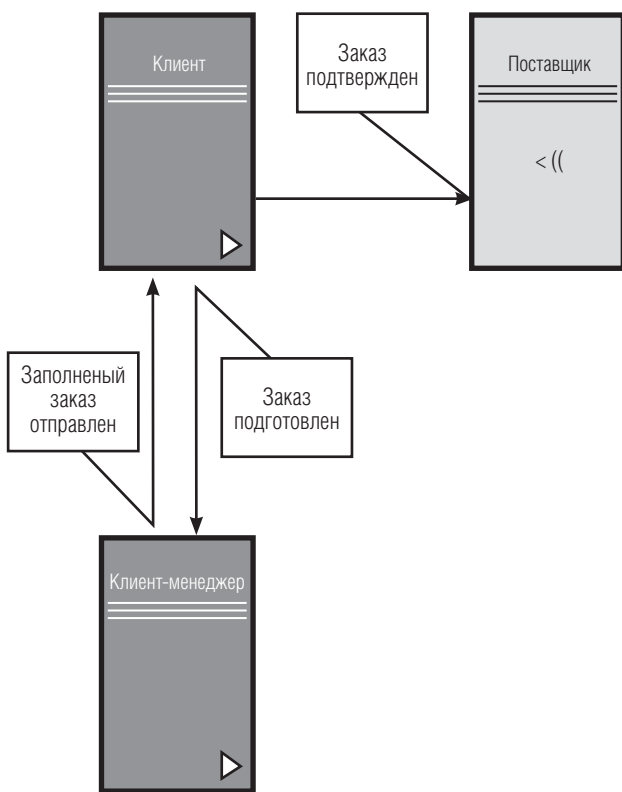 Клиент
Заказ
подтвержден
Поставщик
< ((
Заполненый
заказ
отправлен
Заказ
подготовлен
Клиент-менеджер